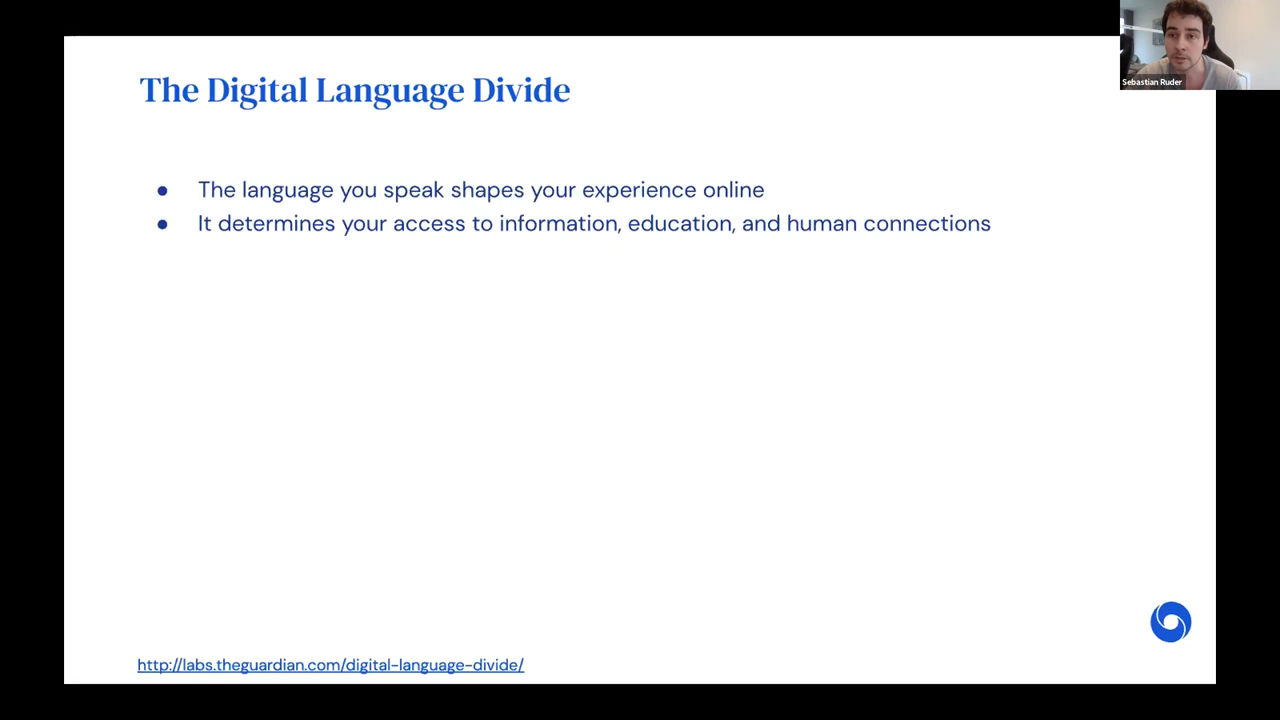 The Digital Language Divide
Sebastian Ruder
● The language you speak shapes your experience online
● It determines your access to information, education, and human connections
http://labs.theguardian.com/digital-language-divide/